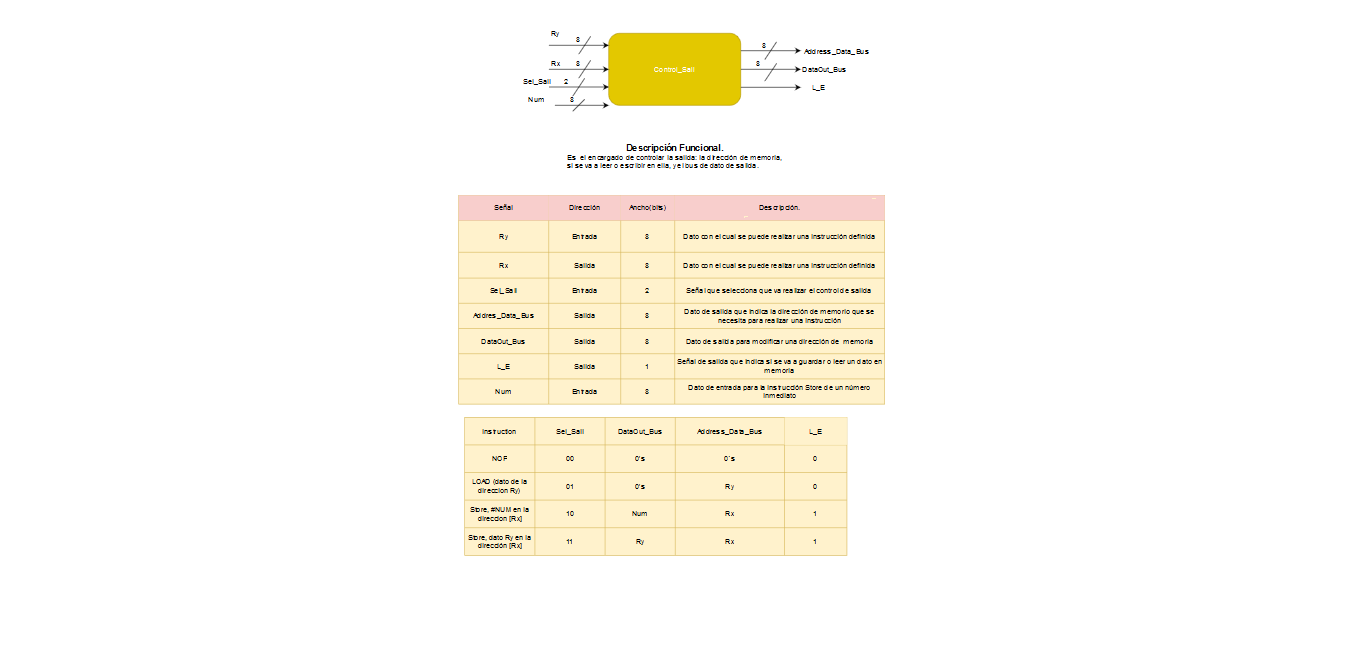 Ry 8
Rx 8
Sel_Sall 2
Num 8
Control_Sall
8 Address_Data_Bus
8 DataOut_Bus
L_E
Descripción Funcional.
Es el encargado de controlar la salida: la dirección de memoria,
si se va a leer o escribir en ella, y el bus de dato de salida.
Señal Dirección Ancho(bits) Descripción.
Ry Entrada 8 Dato con el cual se puede realizar una instrucción definida
Rx Salida 8 Dato con el cual se puede realizar una instrucción definida
Sel_Sall Entrada 2 Señal que selecciona que va realizar el control de salida
Addres_Data_Bus Salida 8 Dato de salida que indica la dirección de memorio que se
necesita para realizar una instrucción
DataOut_Bus Salida 8 Dato de salida para modificar una dirección de memoria
L_E Salida 1 Señal de salida que indica si se va a guardar o leer un dato en
memoria
Num Entrada 8 Dato de entrada para la instrucción Store de un número
inmediato
Instruction Sel_Sall DataOut_Bus Address_Data_Bus L_E
NOP 00 0's 0's 0
LOAD (dato de la
direccion Ry) 01 0's Ry 0
Store, #NUM en la
direccion [Rx] 10 Num Rx 1
Store, dato Ry en la
dirección [Rx] 11 Ry Rx 1